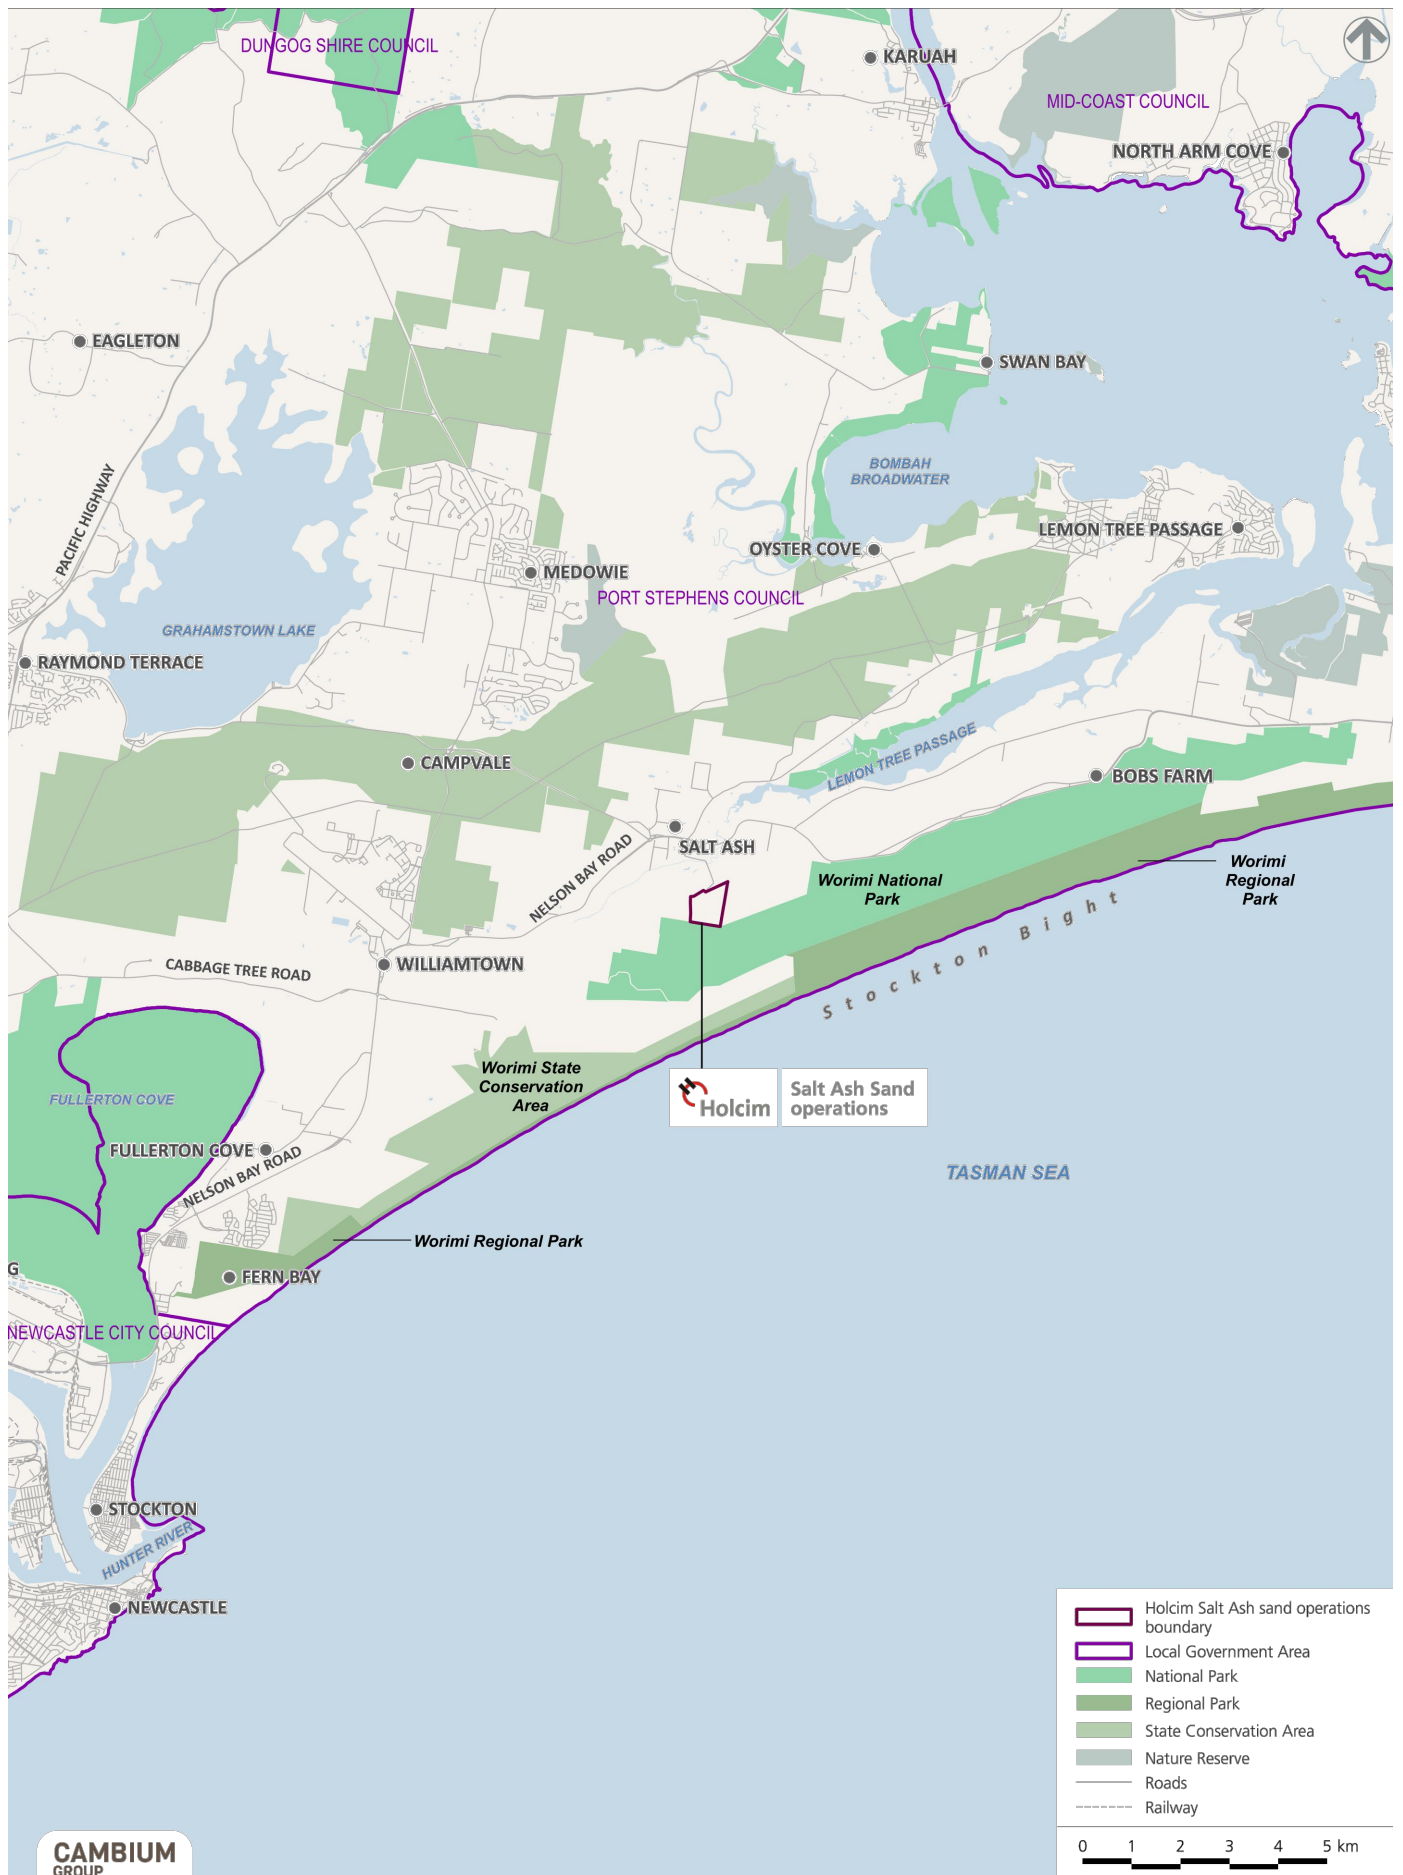 DUNGOG SHIRE COUNCIL
KARUAH
MID-COAST COUNCIL
NORTH ARM COVE
EAGLETON
SWAN BAY
PACIFIC HIGHWAY
BOMBAH
BROADWATER
LEMON TREE PASSAGE
OYSTER COVE
MEDOWIE
PORT STEPHENS COUNCIL
GRAHAMSTOWN LAKE
RAYMOND TERRACE
CAMPVALE
LEMON TREE PASSAGE
BOBS FARM
SALT ASH
NELSON BAY ROAD
Worimi National
Park
Worimi
Regional
Park
Stockton Bight
CABBAGE TREE ROAD
WILLIAMTOWN
Worimi State
Conservation
Area
FULLERTON COVE
Holcim
Salt Ash Sand
operations
FULLERTON COVE
NELSON BAY ROAD
TASMAN SEA
Worimi Regional Park
G
FERN BAY
NEWCASTLE CITY COUNCIL
STOCKTON
HUNTER RIVER
NEWCASTLE
Holcim Salt Ash sand operations
boundary
Local Government Area
National Park
Regional Park
State Conservation Area
Nature Reserve
Roads
Railway
0 1 2 3 4 5 km
CAMBIUM
GROUP